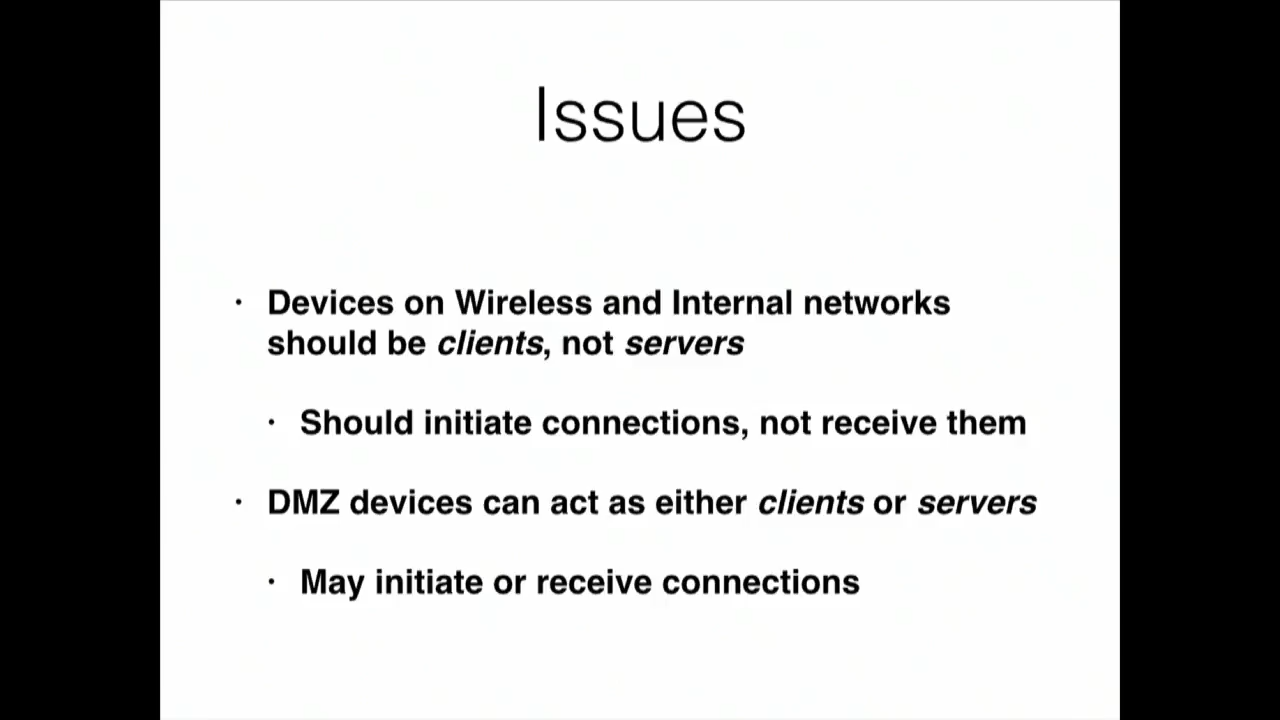 Issues
• Devices on Wireless and Internal networks
should be clients, not servers
• Should initiate connections, not receive them
• DMZ devices can act as either clients or servers
• May initiate or receive connections